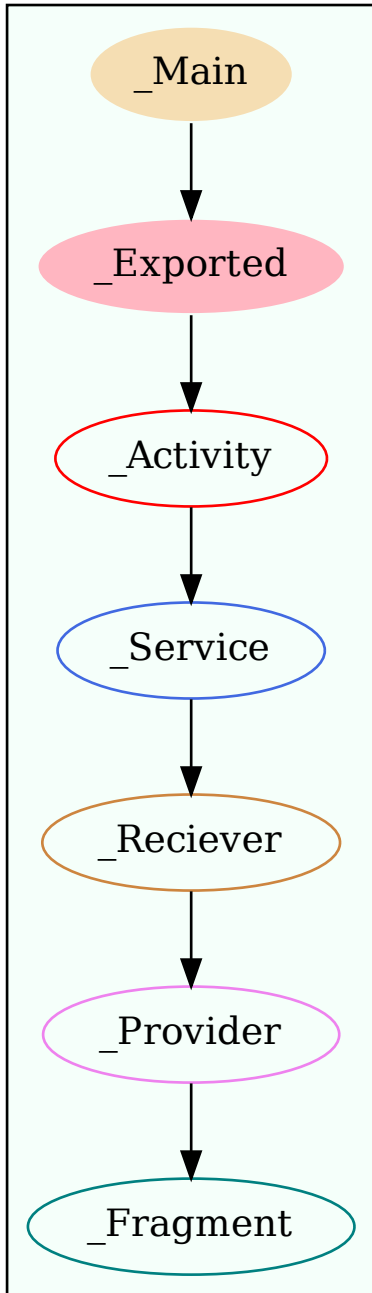 _Main
_Exported
_Activity
_Service
_Reciever
_Provider
_Fragment